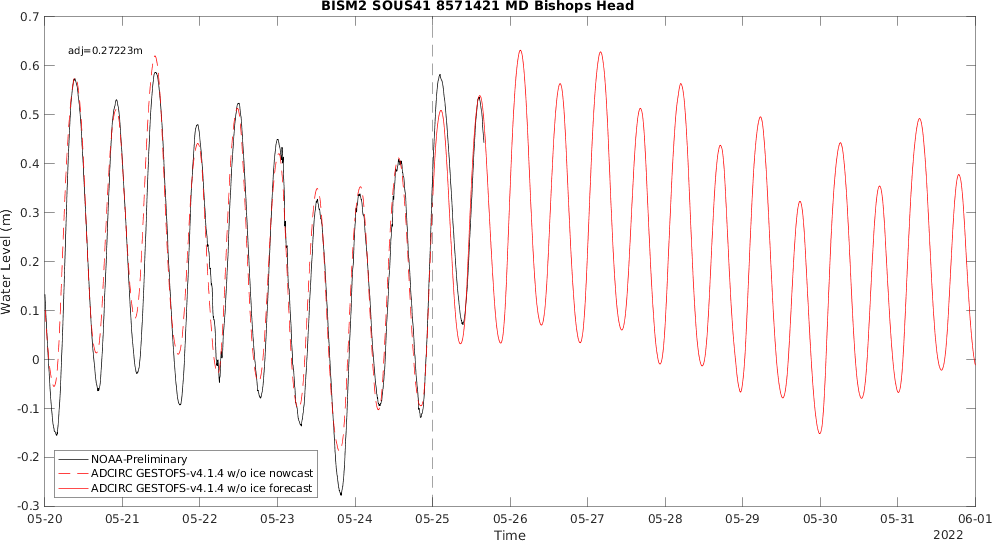 BISM2 SOUS41 8571421 MD Bishops Head
adj=0.27223m
Water Level (m)
0.7
0.6
0.5
0.4
0.3
0.2
0.1
0
-0.1
-0.2
-0.3
NOAA-Preliminary
ADCIRC GESTOFS-v4.1.4 w/o ice nowcast
ADCIRC GESTOFS-v4.1.4 w/o ice forecast
05-20 05-21 05-22 05-23 05-24 05-25 05-26 05-27 05-28 05-29 05-30 05-31 06-01
Time
2022